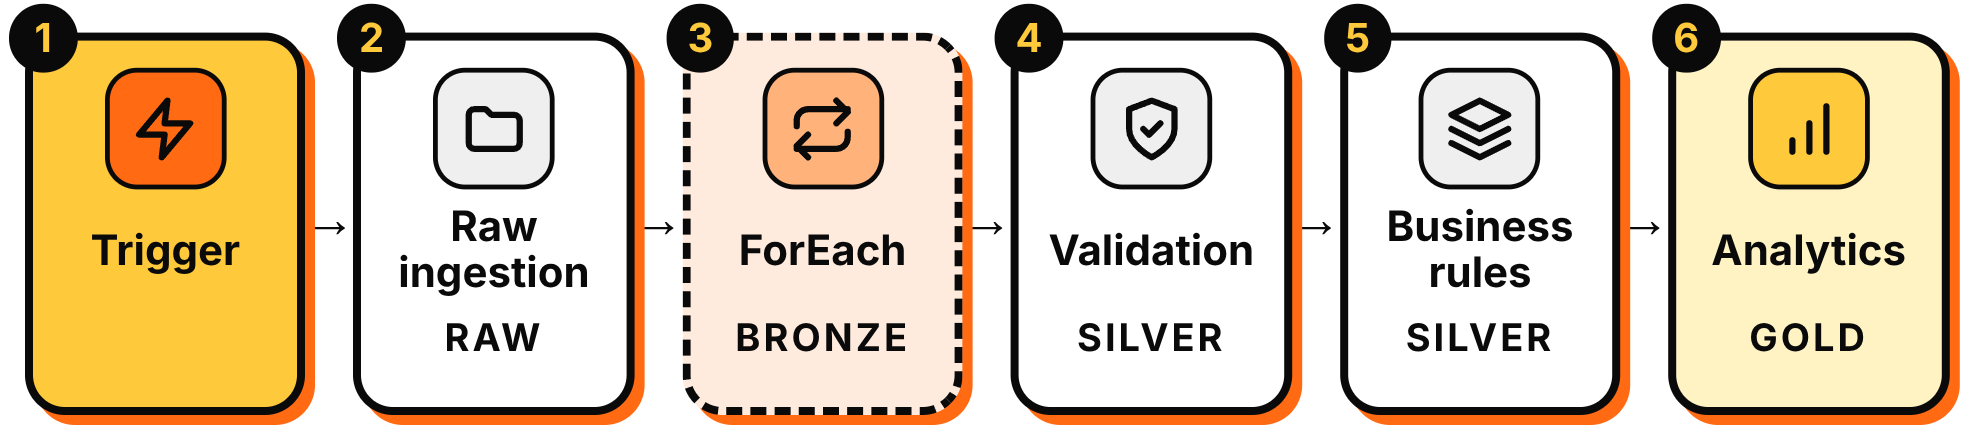 1
Trigger
2
Raw
ingestion
RAW
3
ForEach
BRONZE
4
Validation
SILVER
5
Business
rules
SILVER
6
Analytics
GOLD